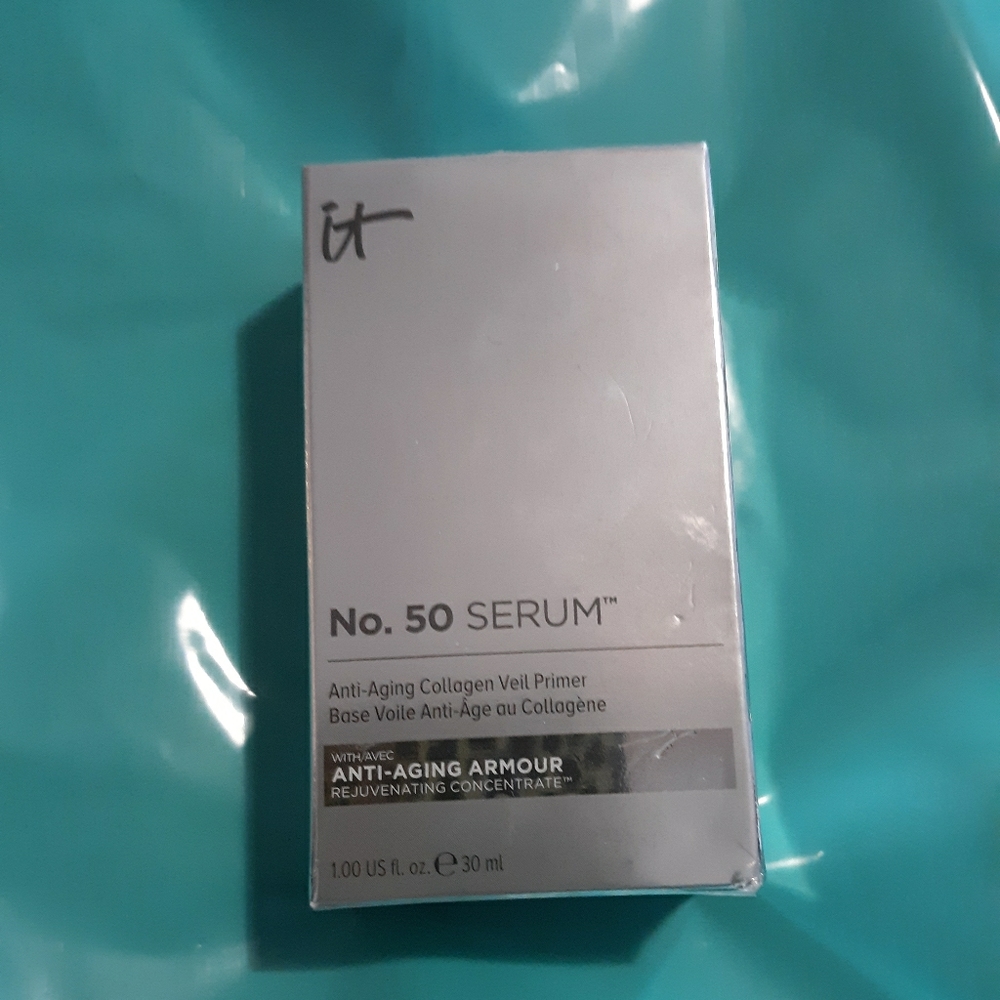 it
No. 50 SERUM™
Anti-Aging Collagen Veil Primer
Base Voile Anti-Âge au Collagène
WITH/AVEC
ANTI-AGING ARMOUR
REJUVENATING CONCENTRATE™
1.00 US fl. oz. ℮ 30 ml